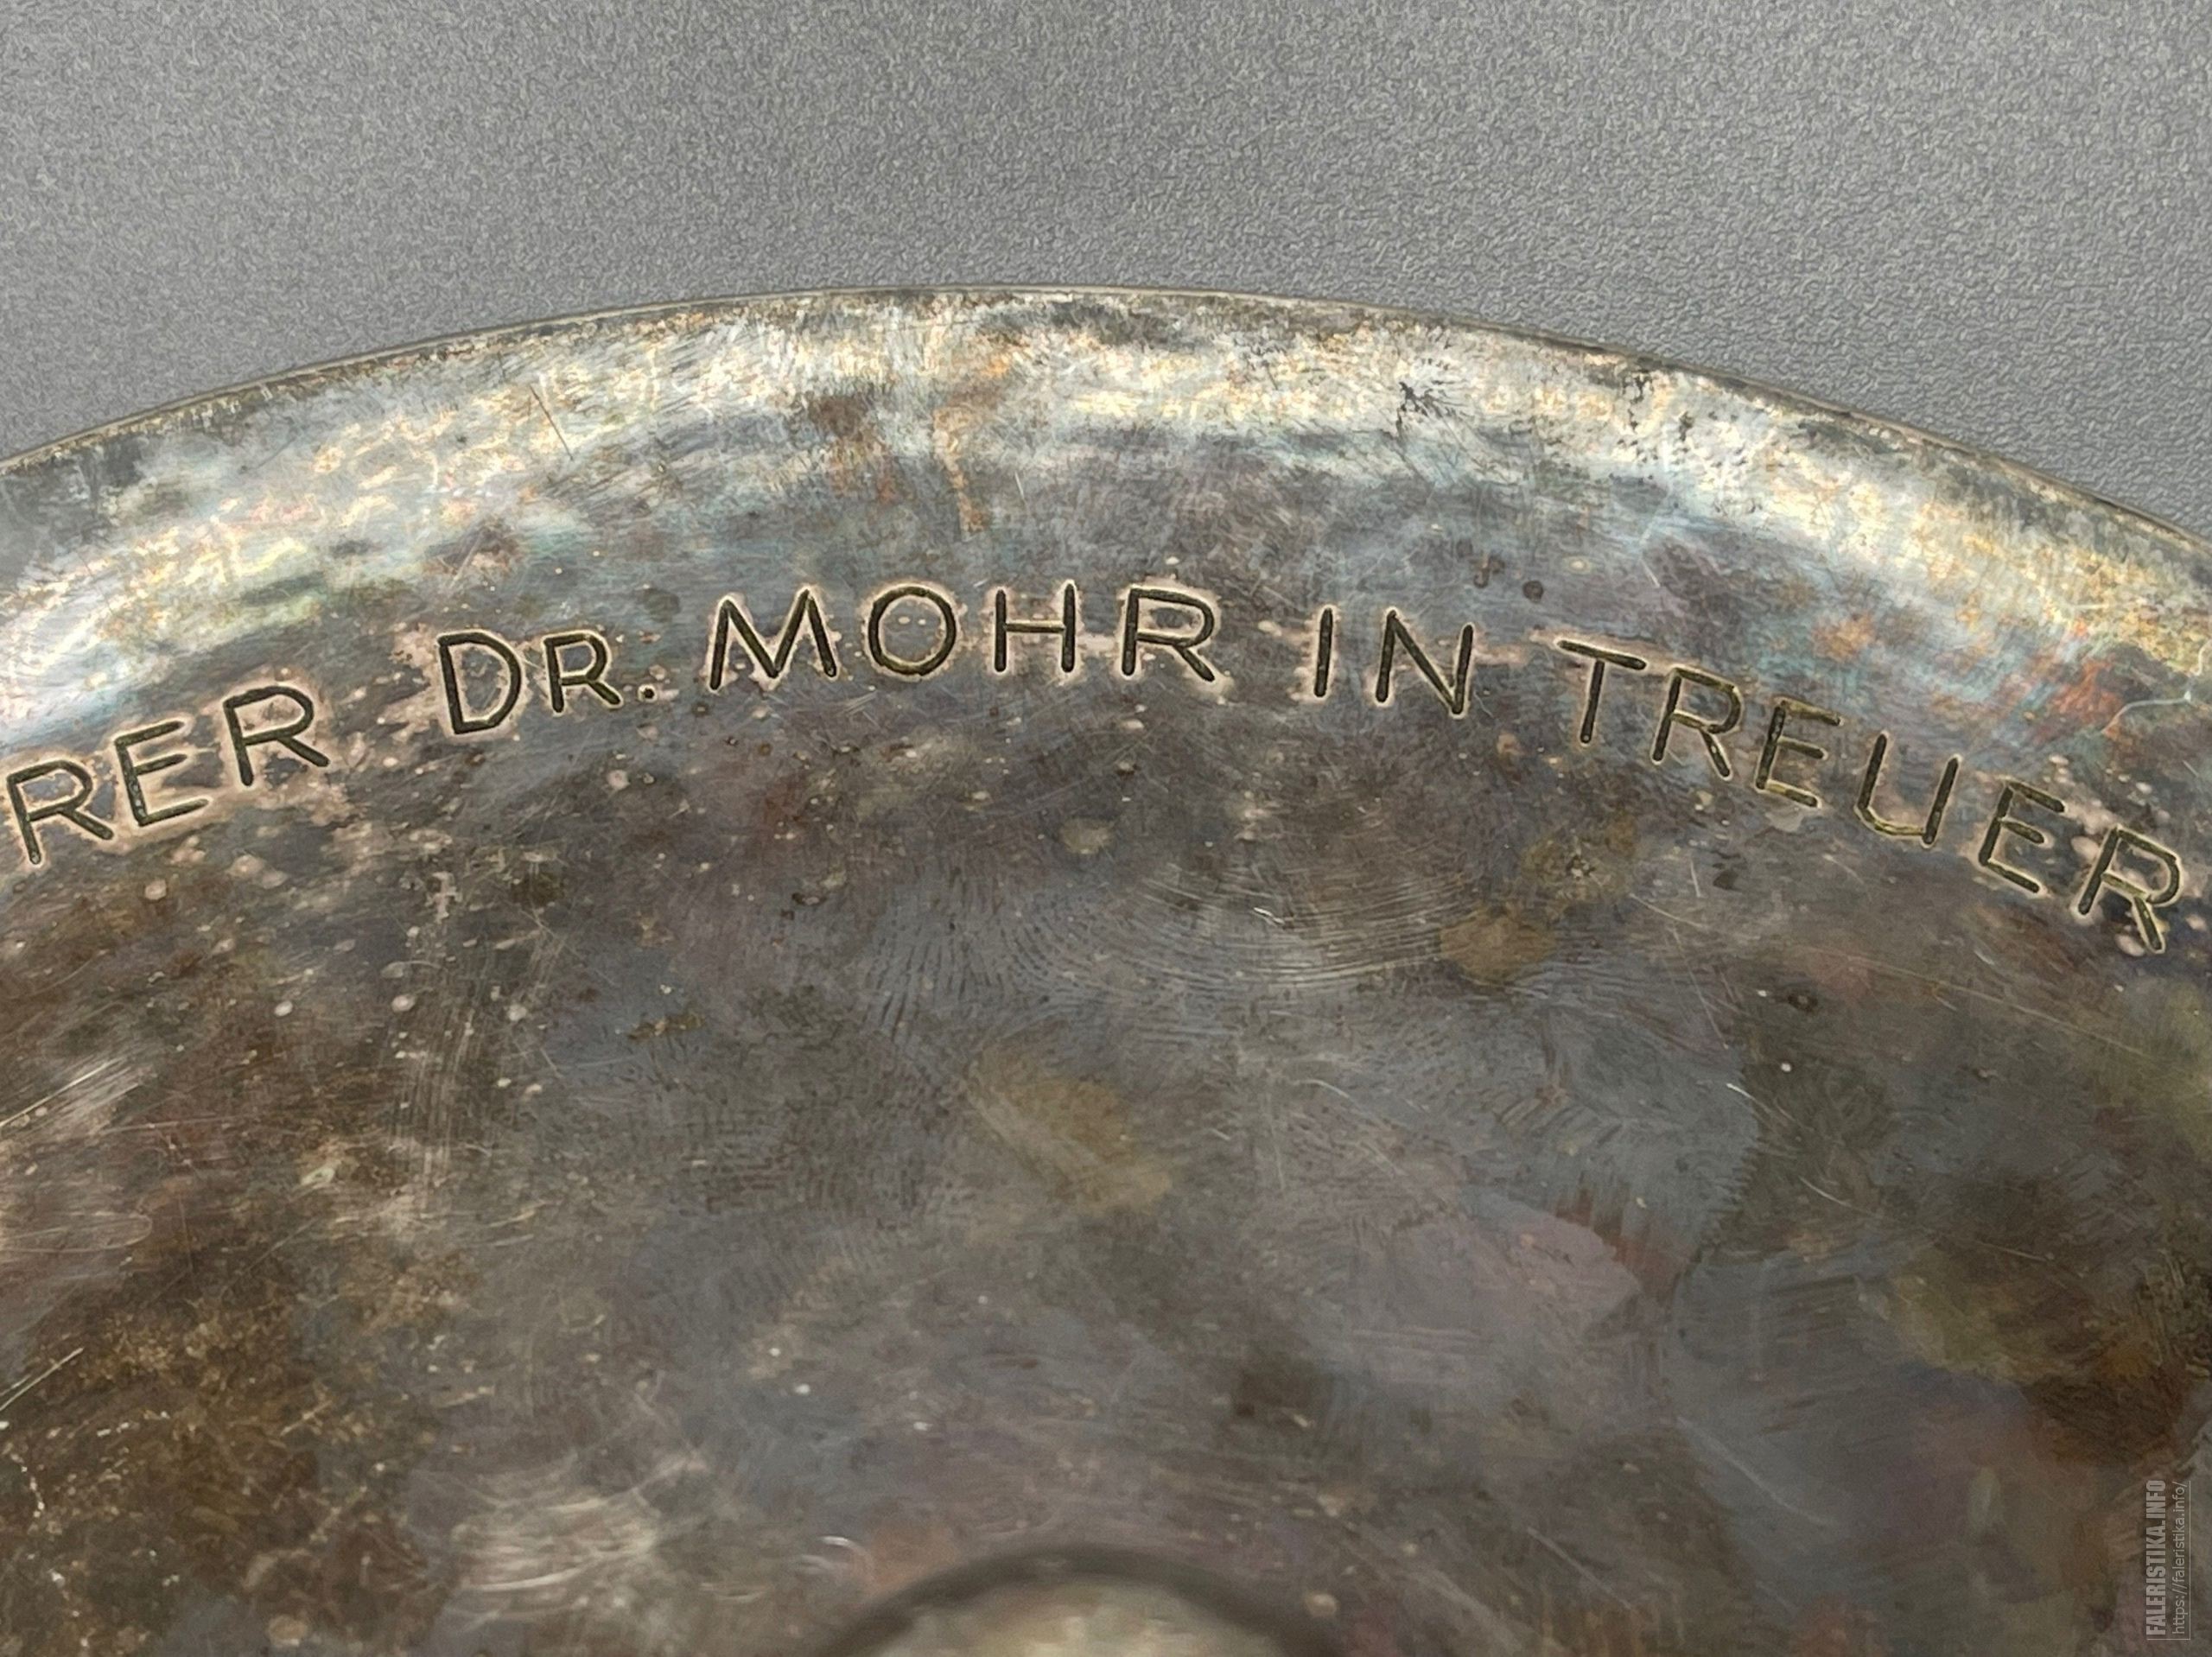 RER DR. MOHR IN TREUER
FALERISTIKA.INFO
https://faleristika.info/